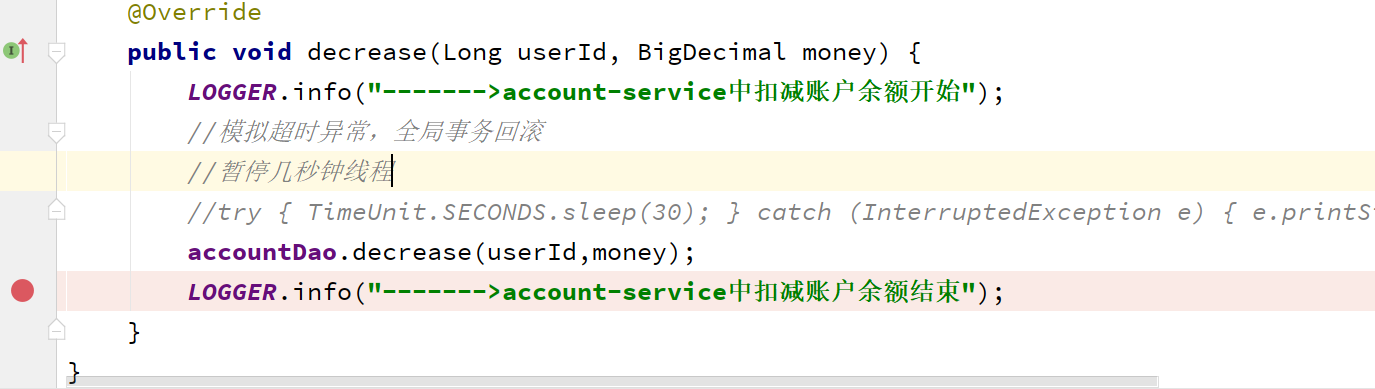 @Override
public void decrease(Long userId, BigDecimal money) {
LOGGER.info("------->account-service中扣减账户余额开始");
//模拟超时异常，全局事务回滚
//暂停几秒钟线程
//try { TimeUnit.SECONDS.sleep(30); } catch (InterruptedException e) { e.printSt
accountDao.decrease(userId,money);
LOGGER.info("------->account-service中扣减账户余额结束");
}
}